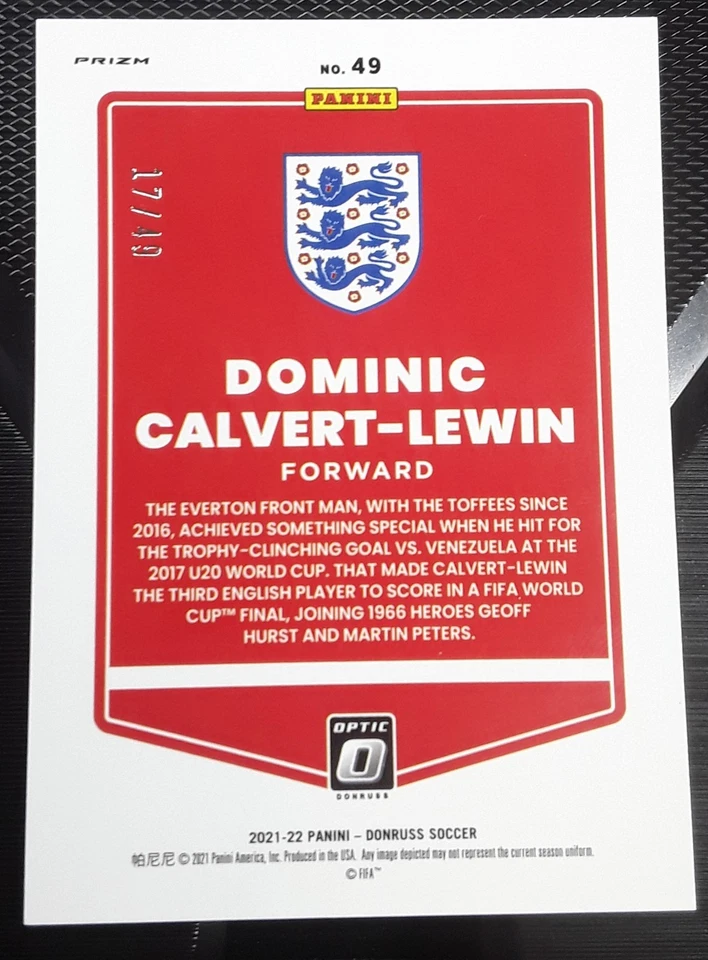 PRIZM
NO. 49
PANINI
17/49
DOMINIC
CALVERT-LEWIN
FORWARD
THE EVERTON FRONT MAN, WITH THE TOFFEES SINCE
2016, ACHIEVED SOMETHING SPECIAL WHEN HE HIT FOR
THE TROPHY-CLINCHING GOAL VS. VENEZUELA AT THE
2017 U20 WORLD CUP. THAT MADE CALVERT-LEWIN
THE THIRD ENGLISH PLAYER TO SCORE IN A FIFA WORLD
CUP™ FINAL, JOINING 1966 HEROES GEOFF
HURST AND MARTIN PETERS.
OPTIC
O
DONRUSS
2021-22 PANINI – DONRUSS SOCCER
帕尼尼 © 2021 Panini America, Inc. Produced in the USA. Any image depicted may not represent the current season uniform.
© FIFA™